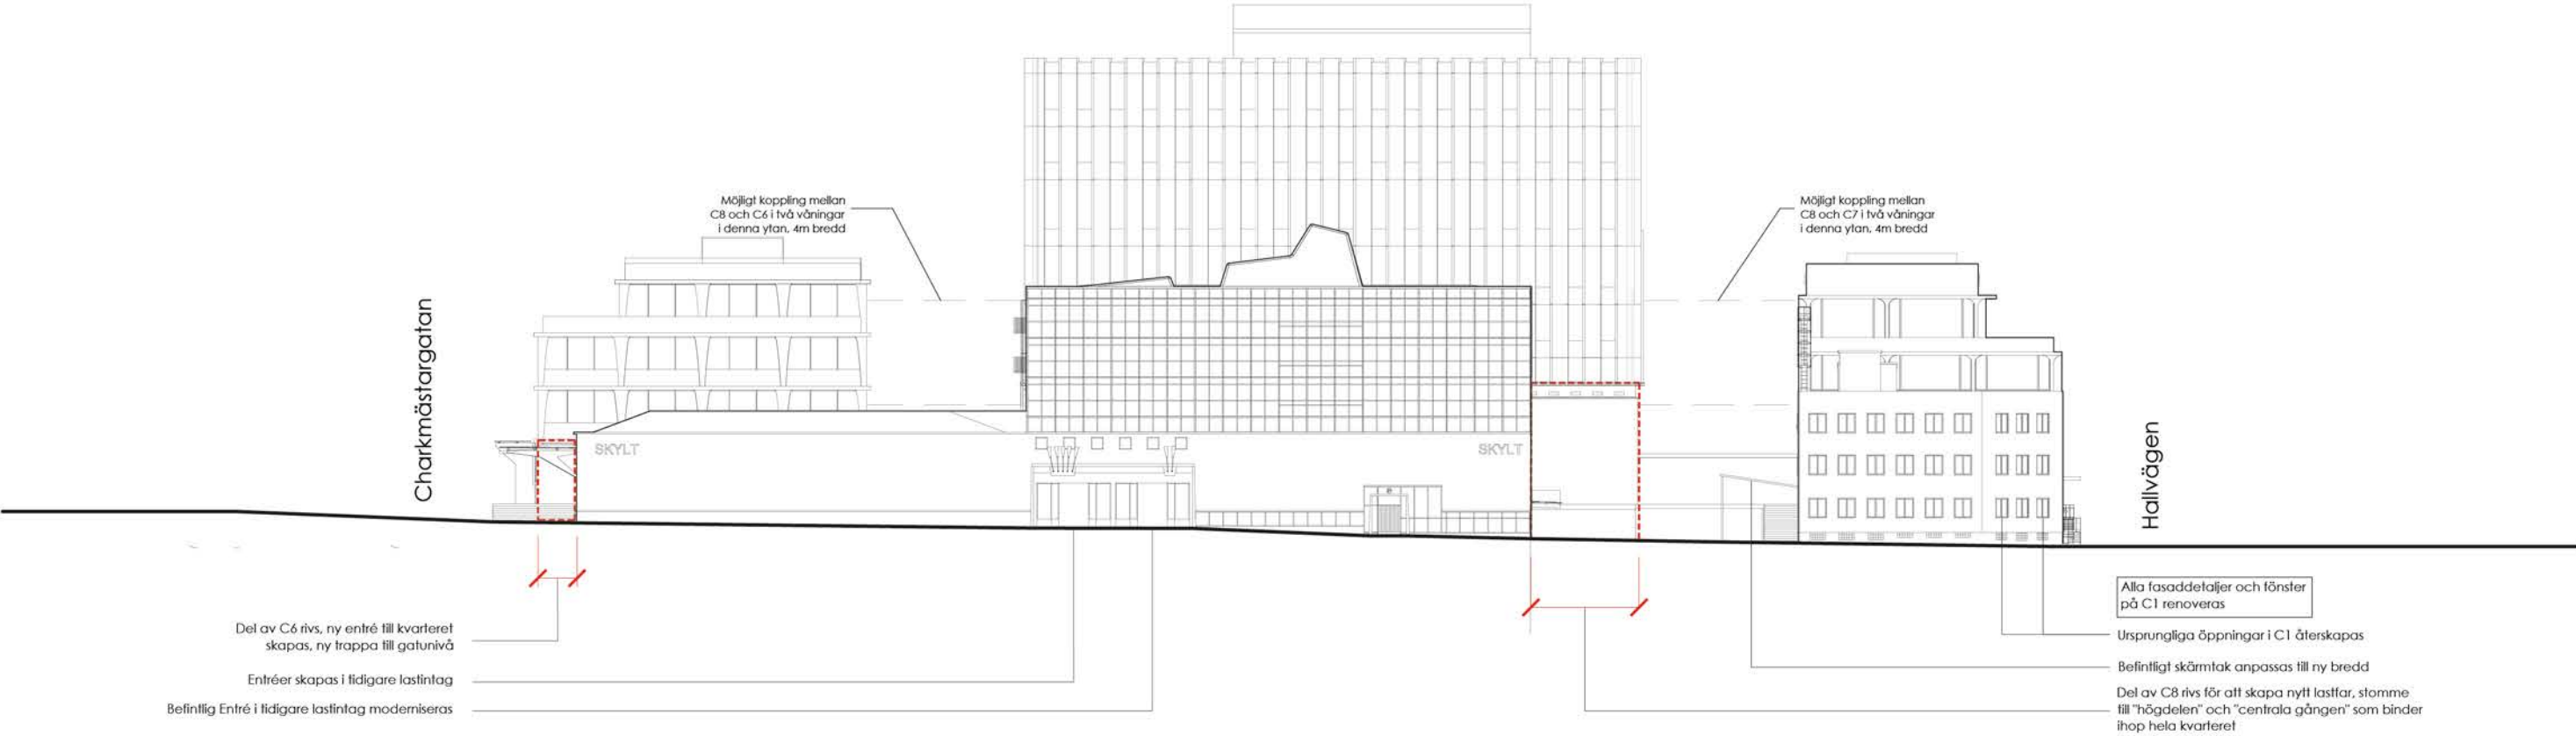 Möjligt koppling mellan
C8 och C6 i två våningar
i denna ytan, 4m bredd
Möjligt koppling mellan
C8 och C7 i två våningar
i denna ytan, 4m bredd
Charkmästargatan
SKYLT
SKYLT
Hallvägen
Del av C6 rivs, ny entré till kvarteret
skapas, ny trappa till gatunivå
Entréer skapas i tidigare lastintag
Befintlig Entré i tidigare lastintag moderniseras
Alla fasaddetaljer och fönster
på C1 renoveras
Ursprungliga öppningar i C1 återskapas
Befintligt skärmtak anpassas till ny bredd
Del av C8 rivs för att skapa nytt lastfar, stomme
till "högdelen" och "centrala gången" som binder
ihop hela kvarteret